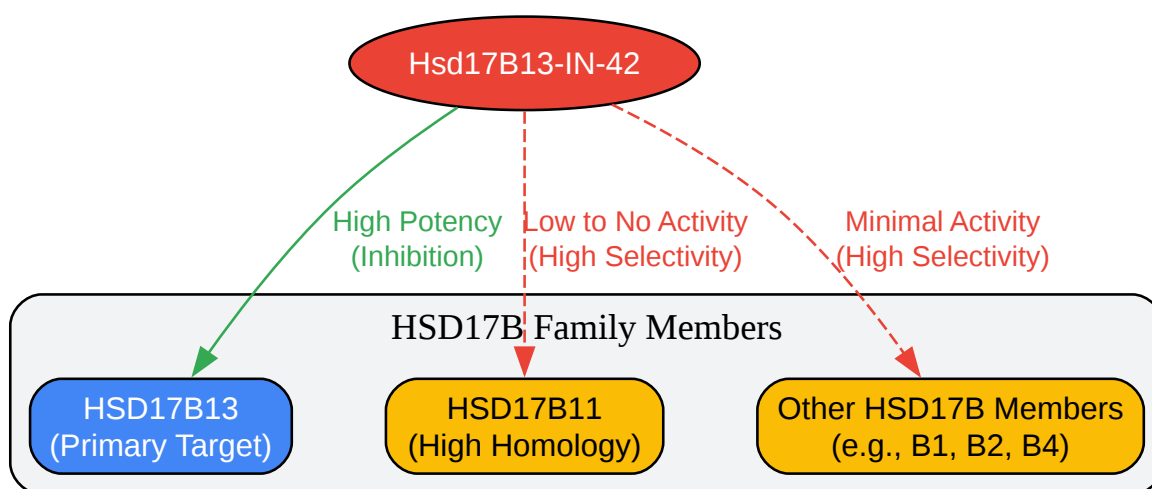 Hsd17B13-IN-42
High Potency
(Inhibition)
Low to No Activity
(High Selectivity)
Minimal Activity
(High Selectivity)
HSD17B Family Members
HSD17B13
(Primary Target)
HSD17B11
(High Homology)
Other HSD17B Members
(e.g., B1, B2, B4)